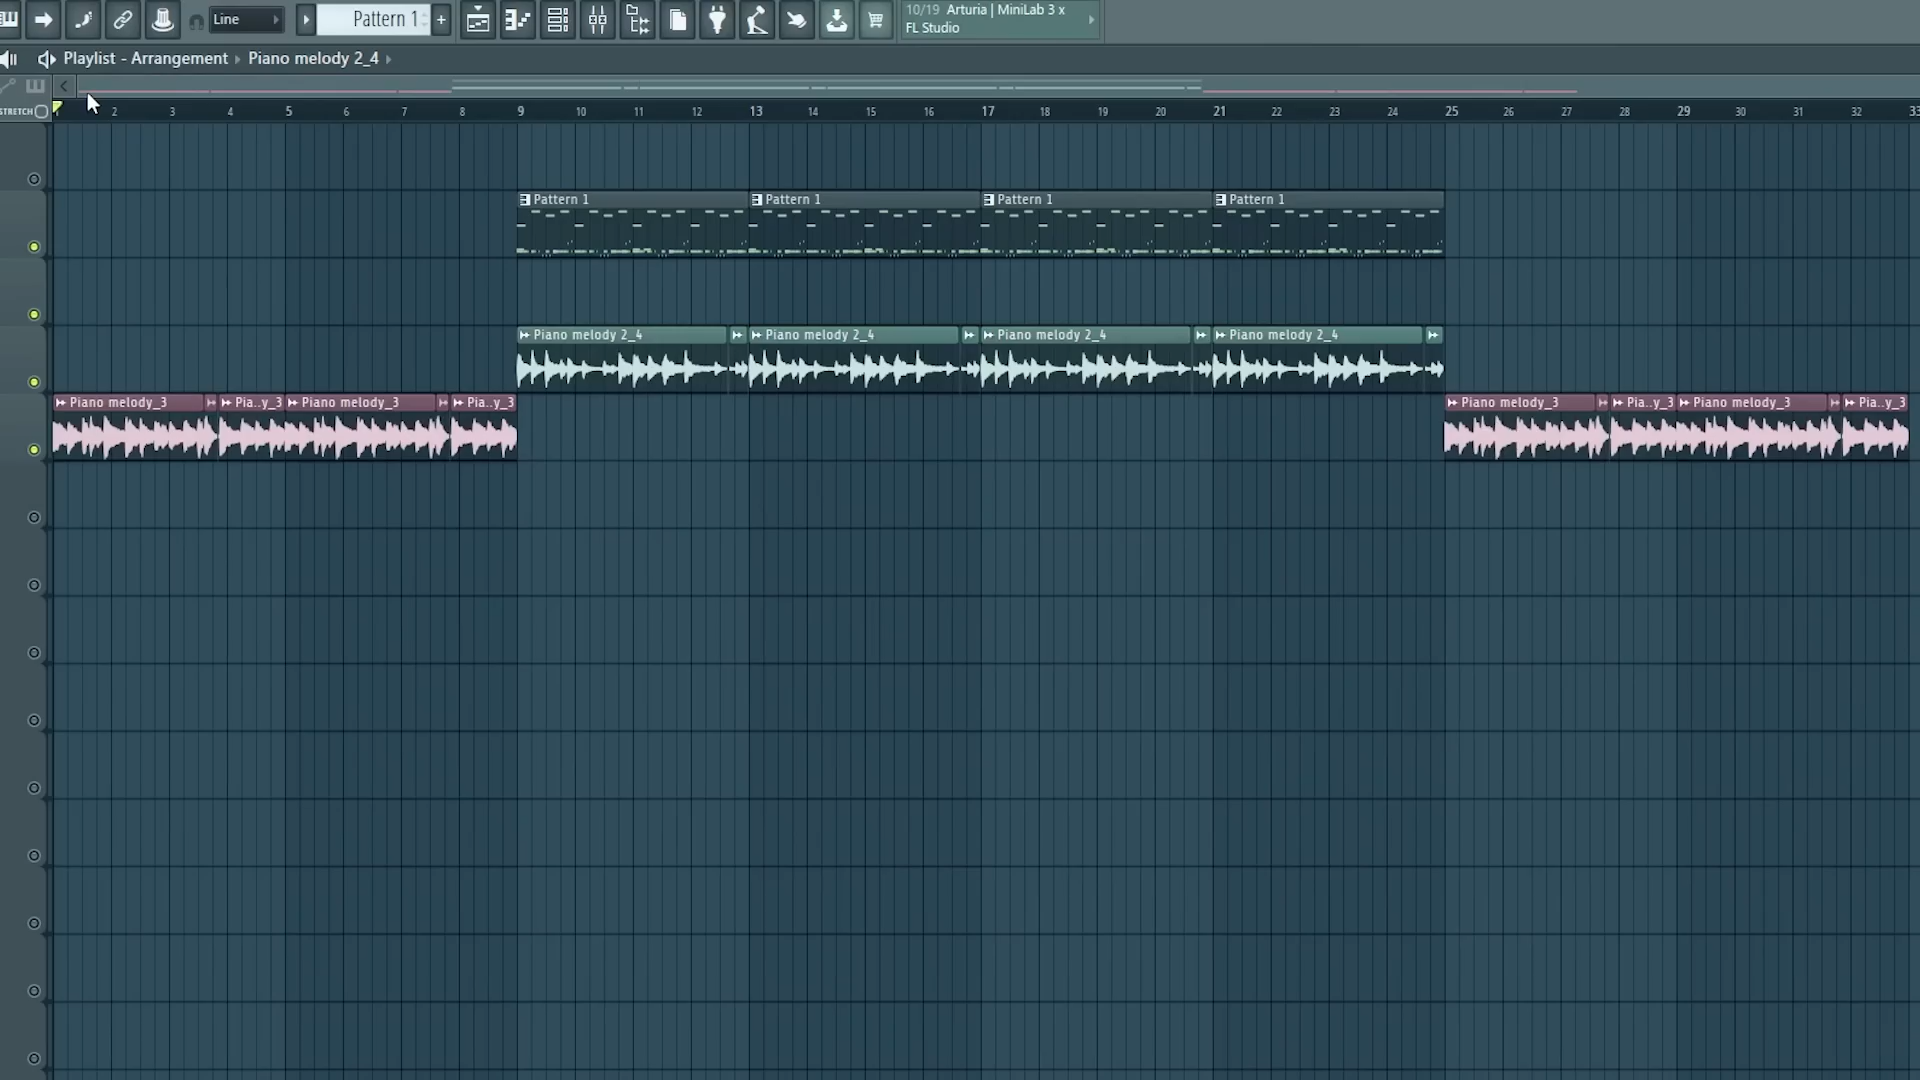 Line
Pattern 1
+
10/19 Arturia | MiniLab 3 x
FL Studio
Playlist - Arrangement
Piano melody 2_4
STRETCH
2 3 4 5 6 7 8 9 10 11 12 13 14 15 16 17 18 19 20 21 22 23 24 25 26 27 28 29 30 31 32 33
Pattern 1 Pattern 1 Pattern 1 Pattern 1
Piano melody 2_4 Piano melody 2_4 Piano melody 2_4 Piano melody 2_4
Piano melody_3 Pia..y_3 Piano melody_3 Pia..y_3 Piano melody_3 Pia..y_3 Piano melody_3 Pia..y_3